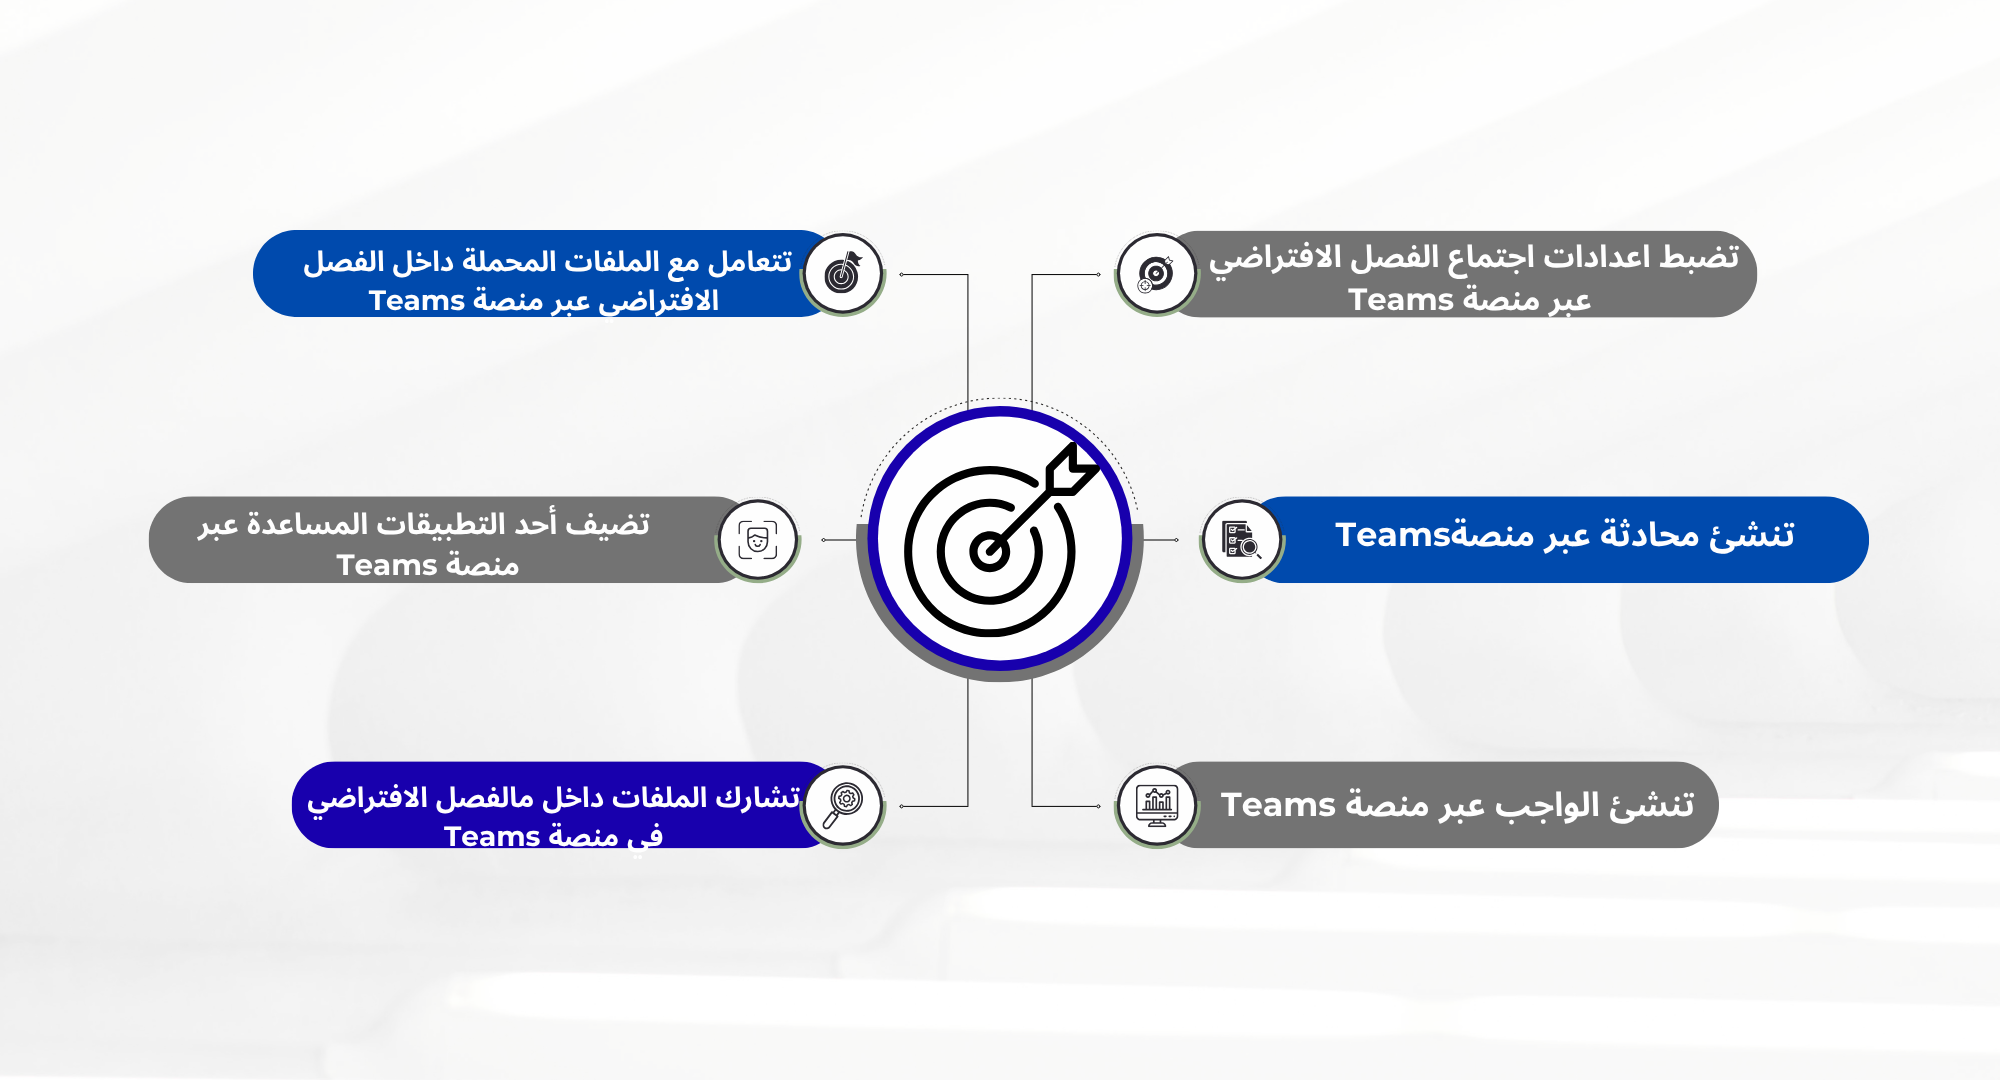 تضبط اعدادات اجتماع الفصل الافتراضي
عبر منصة Teams
تنشئ محادثة عبر منصةTeams
تنشئ الواجب عبر منصة Teams
تتعامل مع الملفات المحملة داخل الفصل
الافتراضي عبر منصة Teams
تضيف أحد التطبيقات المساعدة عبر
منصة Teams
تشارك الملفات داخل مالفصل الافتراضي
في منصة Teams